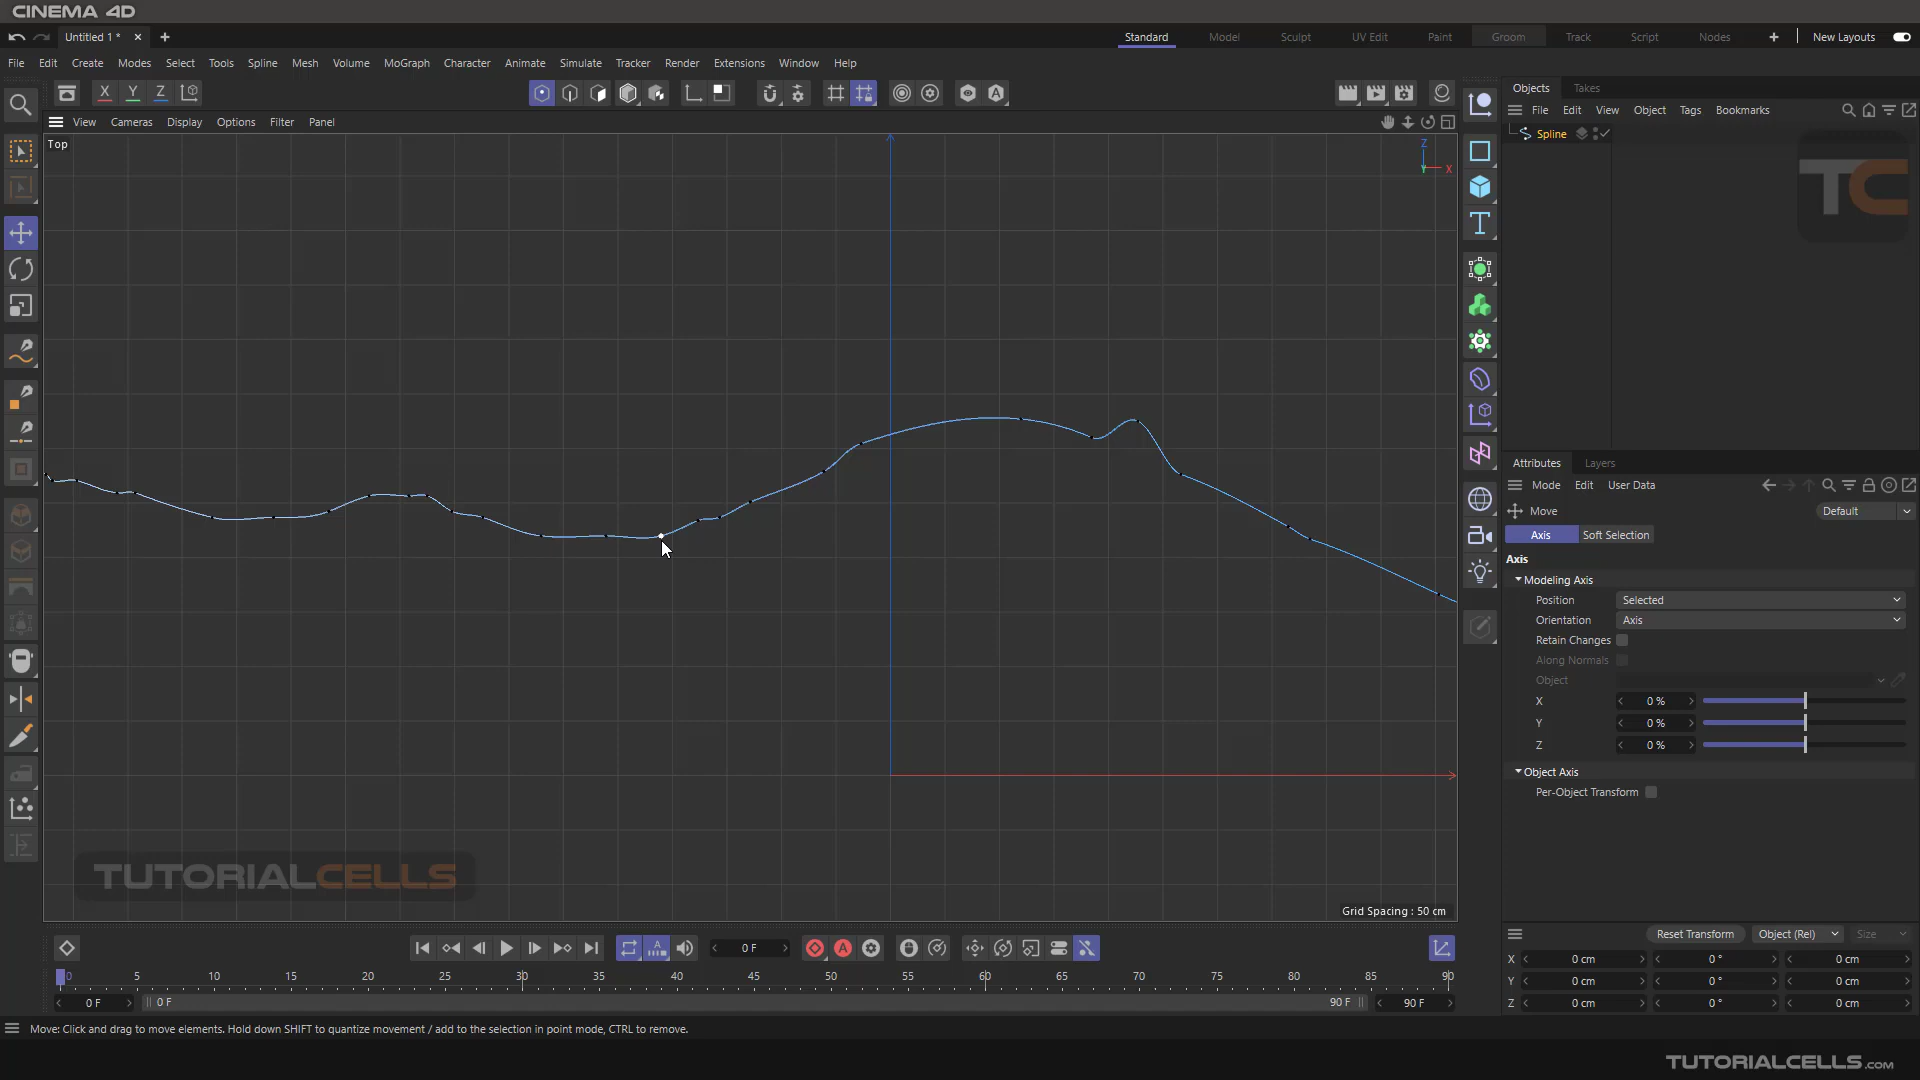 CINEMA 4D
Untitled 1 *
Standard Model Sculpt UV Edit Paint Groom Track Script Nodes New Layouts
File Edit Create Modes Select Tools Spline Mesh Volume MoGraph Character Animate Simulate Tracker Render Extensions Window Help
X Y Z
View Cameras Display Options Filter Panel
Top
Z
Y X
TUTORIALCELLS
Grid Spacing : 50 cm
Objects Takes
File Edit View Object Tags Bookmarks
Spline
TC
Attributes Layers
Mode Edit User Data
Move Default
Axis Soft Selection
Axis
Modeling Axis
Position Selected
Orientation Axis
Retain Changes
Along Normals
Object
X 0 %
Y 0 %
Z 0 %
Object Axis
Per-Object Transform
0 F
0 5 10 15 20 25 30 35 40 45 50 55 60 65 70 75 80 85 90
0 F 0 F 90 F 90 F
Reset Transform Object (Rel) Size
X 0 cm 0 ° 0 cm
Y 0 cm 0 ° 0 cm
Z 0 cm 0 ° 0 cm
Move: Click and drag to move elements. Hold down SHIFT to quantize movement / add to the selection in point mode, CTRL to remove.
TUTORIALCELLS.com